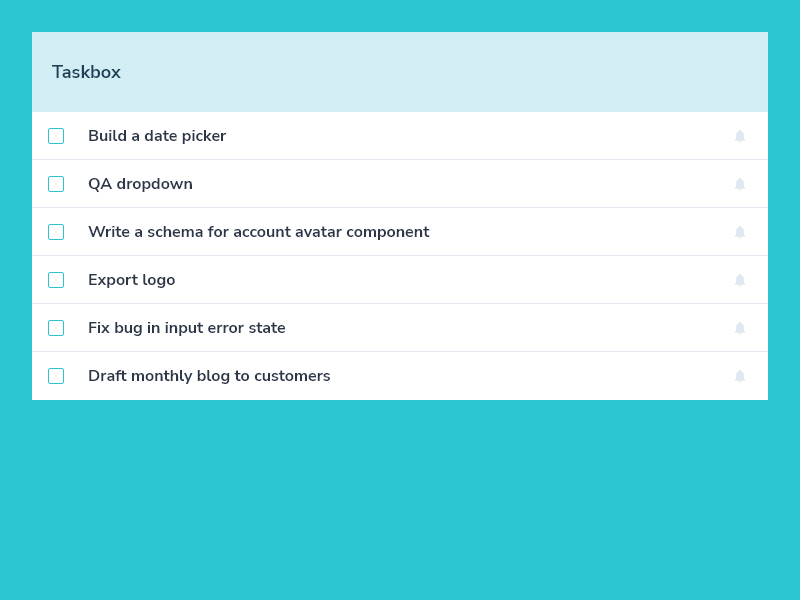 Taskbox
Build a date picker
QA dropdown
Write a schema for account avatar component
Export logo
Fix bug in input error state
Draft monthly blog to customers